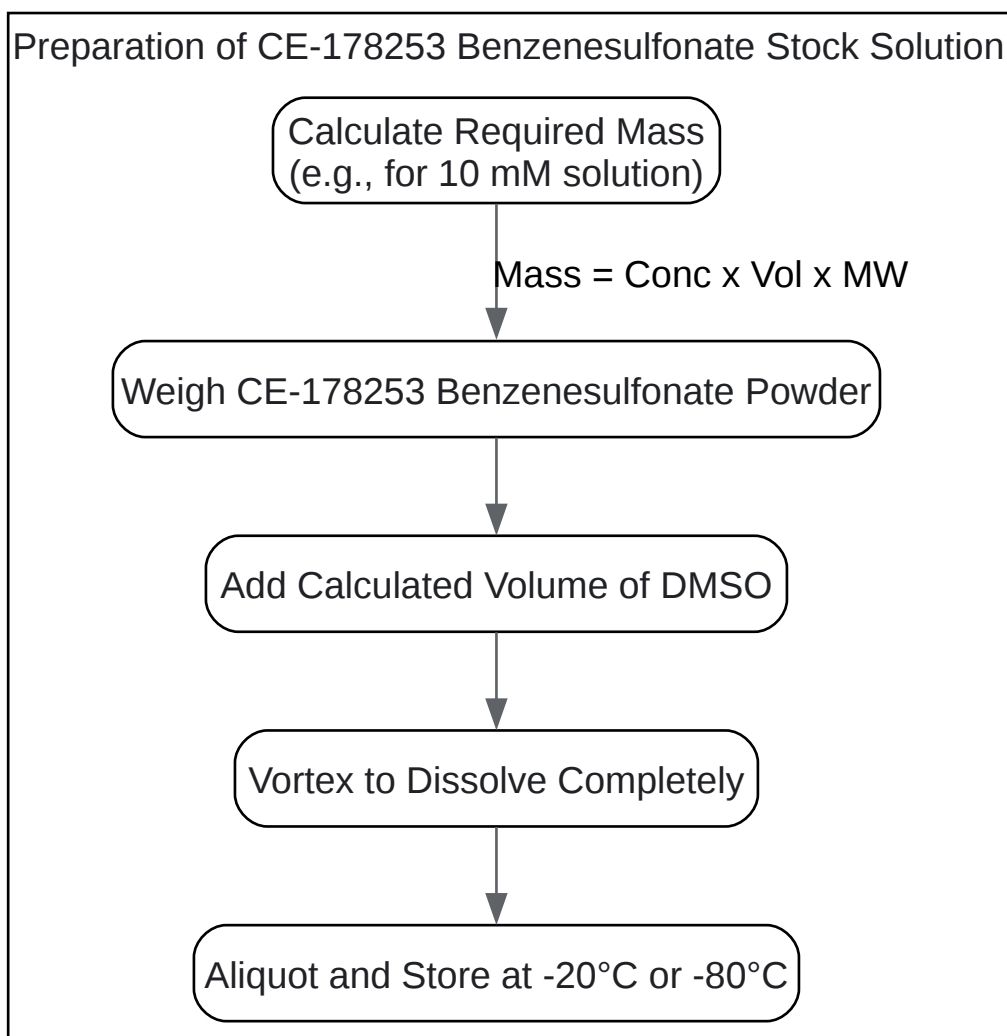 Preparation of CE-178253 Benzenesulfonate Stock Solution
Calculate Required Mass
(e.g., for 10 mM solution)
Mass = Conc x Vol x MW
Weigh CE-178253 Benzenesulfonate Powder
Add Calculated Volume of DMSO
Vortex to Dissolve Completely
Aliquot and Store at -20°C or -80°C